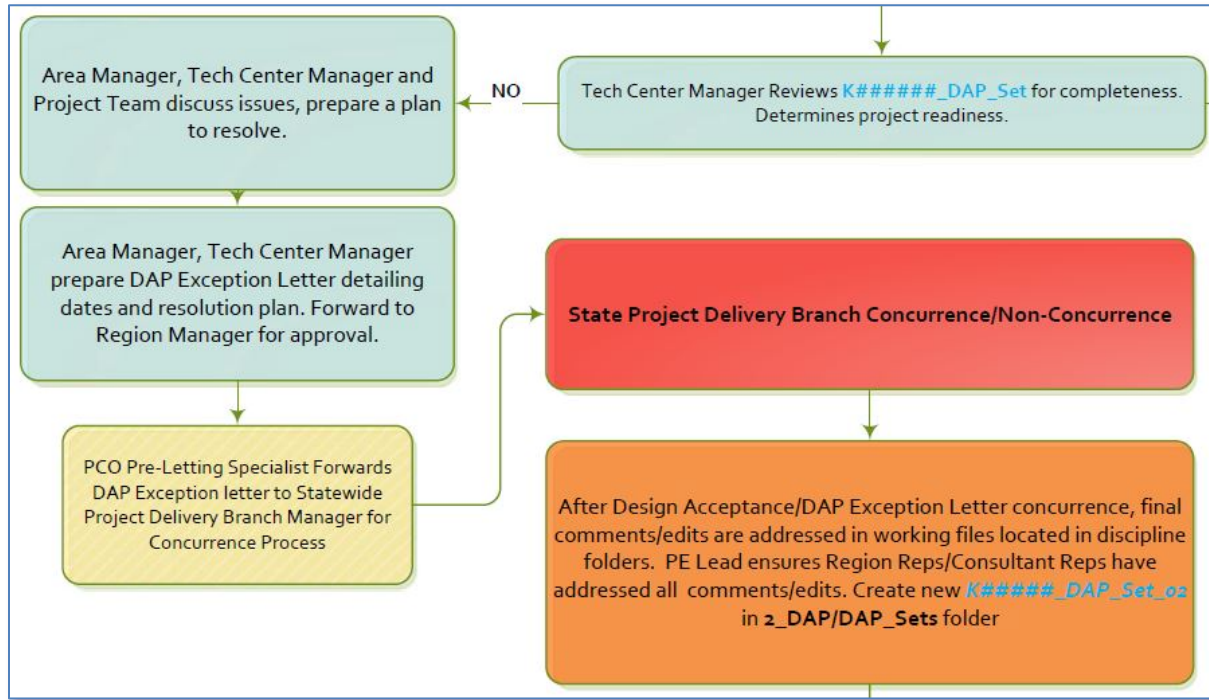 Area Manager, Tech Center Manager and
Project Team discuss issues, prepare a plan
to resolve.
NO
Tech Center Manager Reviews K######_DAP_Set for completeness.
Determines project readiness.
Area Manager, Tech Center Manager
prepare DAP Exception Letter detailing
dates and resolution plan. Forward to
Region Manager for approval.
PCO Pre-Letting Specialist Forwards
DAP Exception letter to Statewide
Project Delivery Branch Manager for
Concurrence Process
State Project Delivery Branch Concurrence/Non-Concurrence
After Design Acceptance/DAP Exception Letter concurrence, final
comments/edits are addressed in working files located in discipline
folders.  PE Lead ensures Region Reps/Consultant Reps have
addressed all  comments/edits. Create new K#####_DAP_Set_02
in 2_DAP/DAP_Sets folder